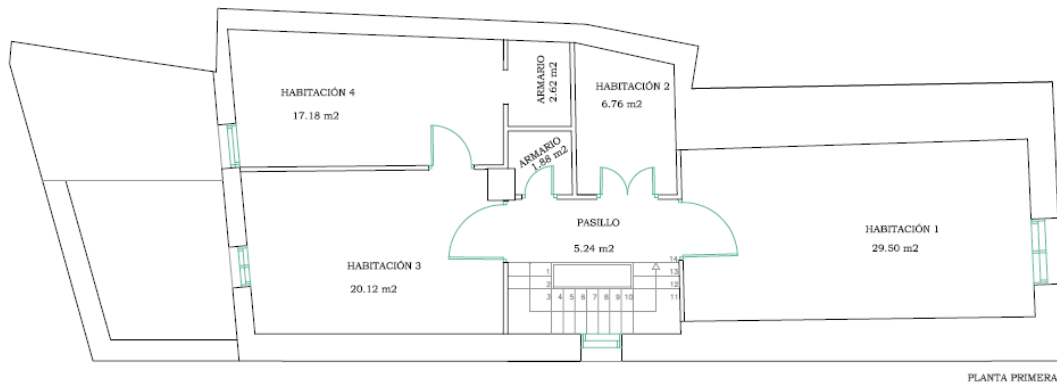 HABITACIÓN 4
17.18 m2
ARMARIO
2.62 m2
HABITACIÓN 2
6.76 m2
ARMARIO
1.88 m2
PASILLO
5.24 m2
HABITACIÓN 1
29.50 m2
HABITACIÓN 3
20.12 m2
1
2
3 4 5 6 7 8 9 10 11
12
13
14
PLANTA PRIMERA